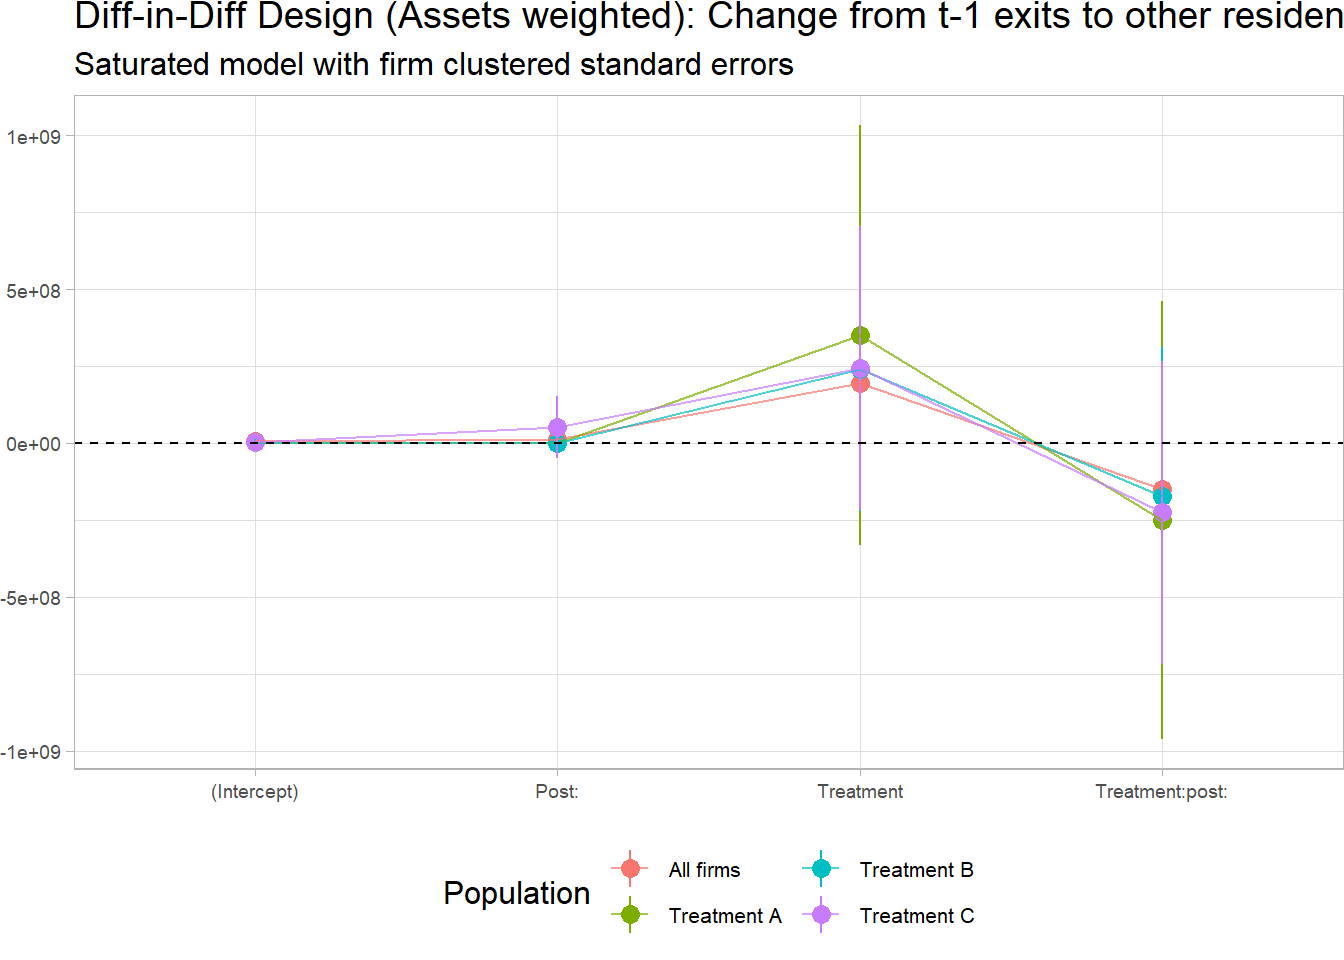 Diff-in-Diff Design (Assets weighted): Change from t-1 exits to other residen
Saturated model with firm clustered standard errors
1e+09
5e+08
0e+00
-5e+08
-1e+09
(Intercept)
Post:
Treatment
Treatment:post:
Population
All firms
Treatment B
Treatment A
Treatment C